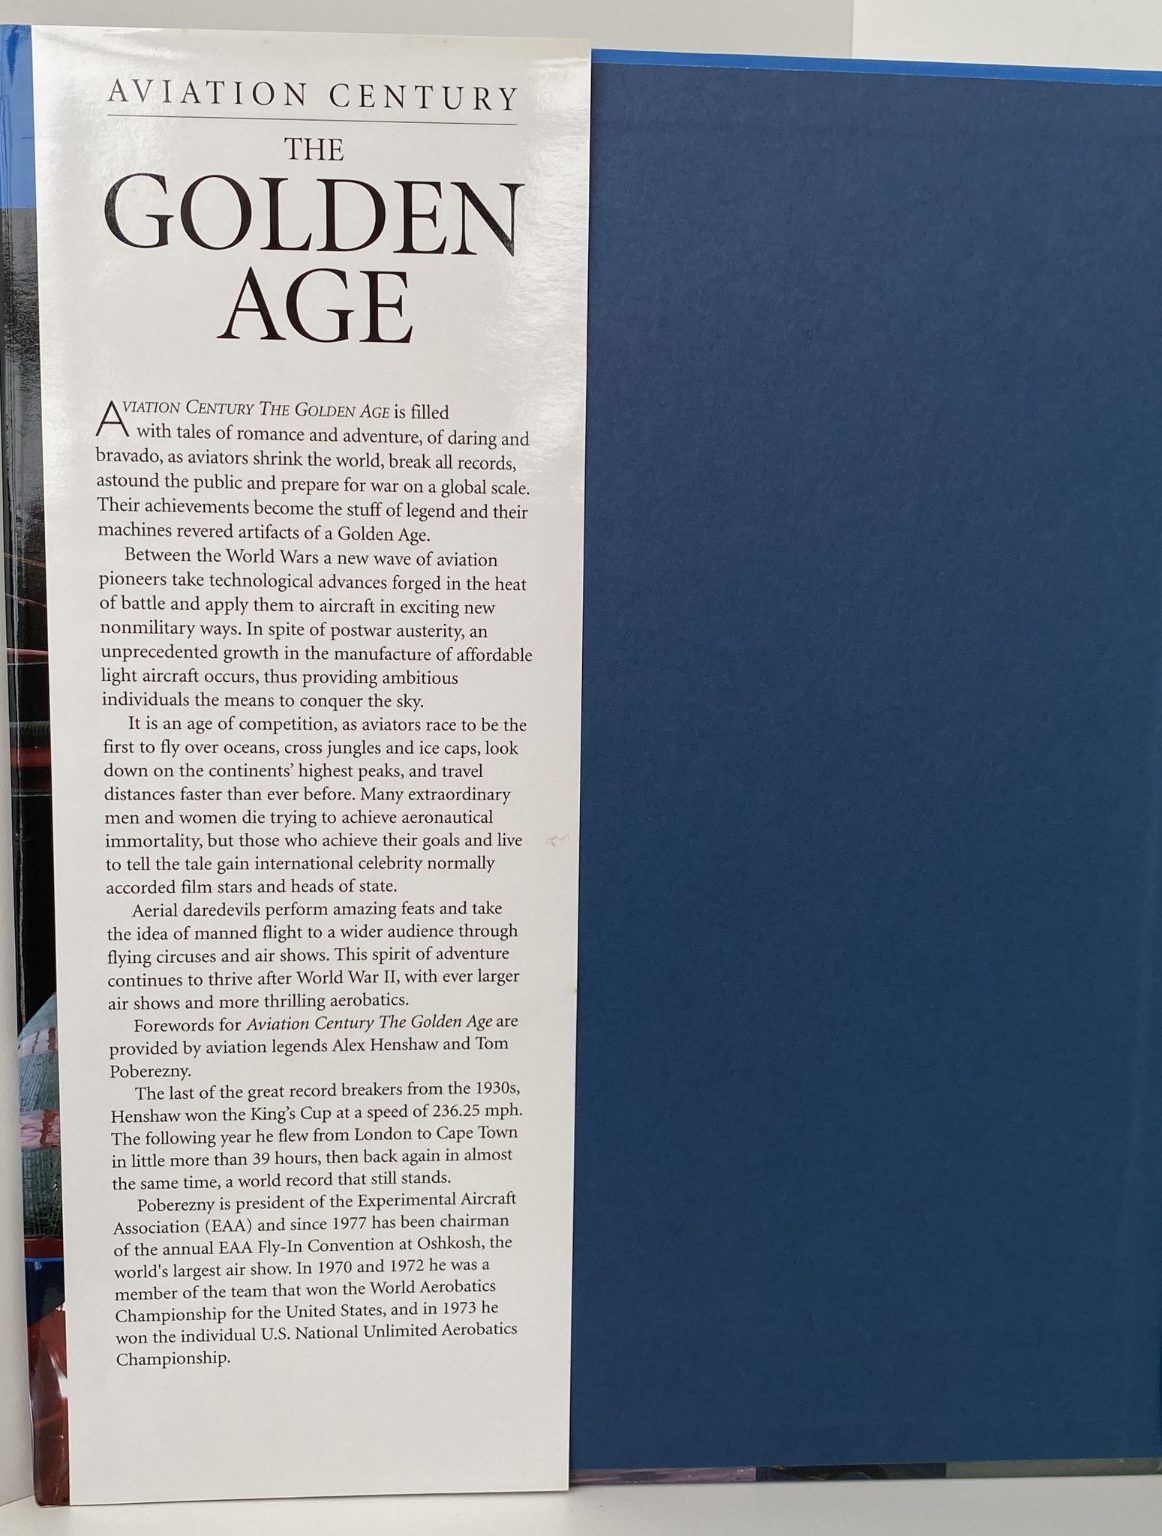 AVIATION CENTURY
THE
GOLDEN
AGE
AVIATION CENTURY THE GOLDEN AGE is filled
with tales of romance and adventure, of daring and
bravado, as aviators shrink the world, break all records,
astound the public and prepare for war on a global scale.
Their achievements become the stuff of legend and their
machines revered artifacts of a Golden Age.
Between the World Wars a new wave of aviation
pioneers take technological advances forged in the heat
of battle and apply them to aircraft in exciting new
nonmilitary ways. In spite of postwar austerity, an
unprecedented growth in the manufacture of affordable
light aircraft occurs, thus providing ambitious
individuals the means to conquer the sky.
It is an age of competition, as aviators race to be the
first to fly over oceans, cross jungles and ice caps, look
down on the continents' highest peaks, and travel
distances faster than ever before. Many extraordinary
men and women die trying to achieve aeronautical
immortality, but those who achieve their goals and live
to tell the tale gain international celebrity normally
accorded film stars and heads of state.
Aerial daredevils perform amazing feats and take
the idea of manned flight to a wider audience through
flying circuses and air shows. This spirit of adventure
continues to thrive after World War II, with ever larger
air shows and more thrilling aerobatics.
Forewords for Aviation Century The Golden Age are
provided by aviation legends Alex Henshaw and Tom
Poberezny.
The last of the great record breakers from the 1930s,
Henshaw won the King's Cup at a speed of 236.25 mph.
The following year he flew from London to Cape Town
in little more than 39 hours, then back again in almost
the same time, a world record that still stands.
Poberezny is president of the Experimental Aircraft
Association (EAA) and since 1977 has been chairman
of the annual EAA Fly-In Convention at Oshkosh, the
world's largest air show. In 1970 and 1972 he was a
member of the team that won the World Aerobatics
Championship for the United States, and in 1973 he
won the individual U.S. National Unlimited Aerobatics
Championship.